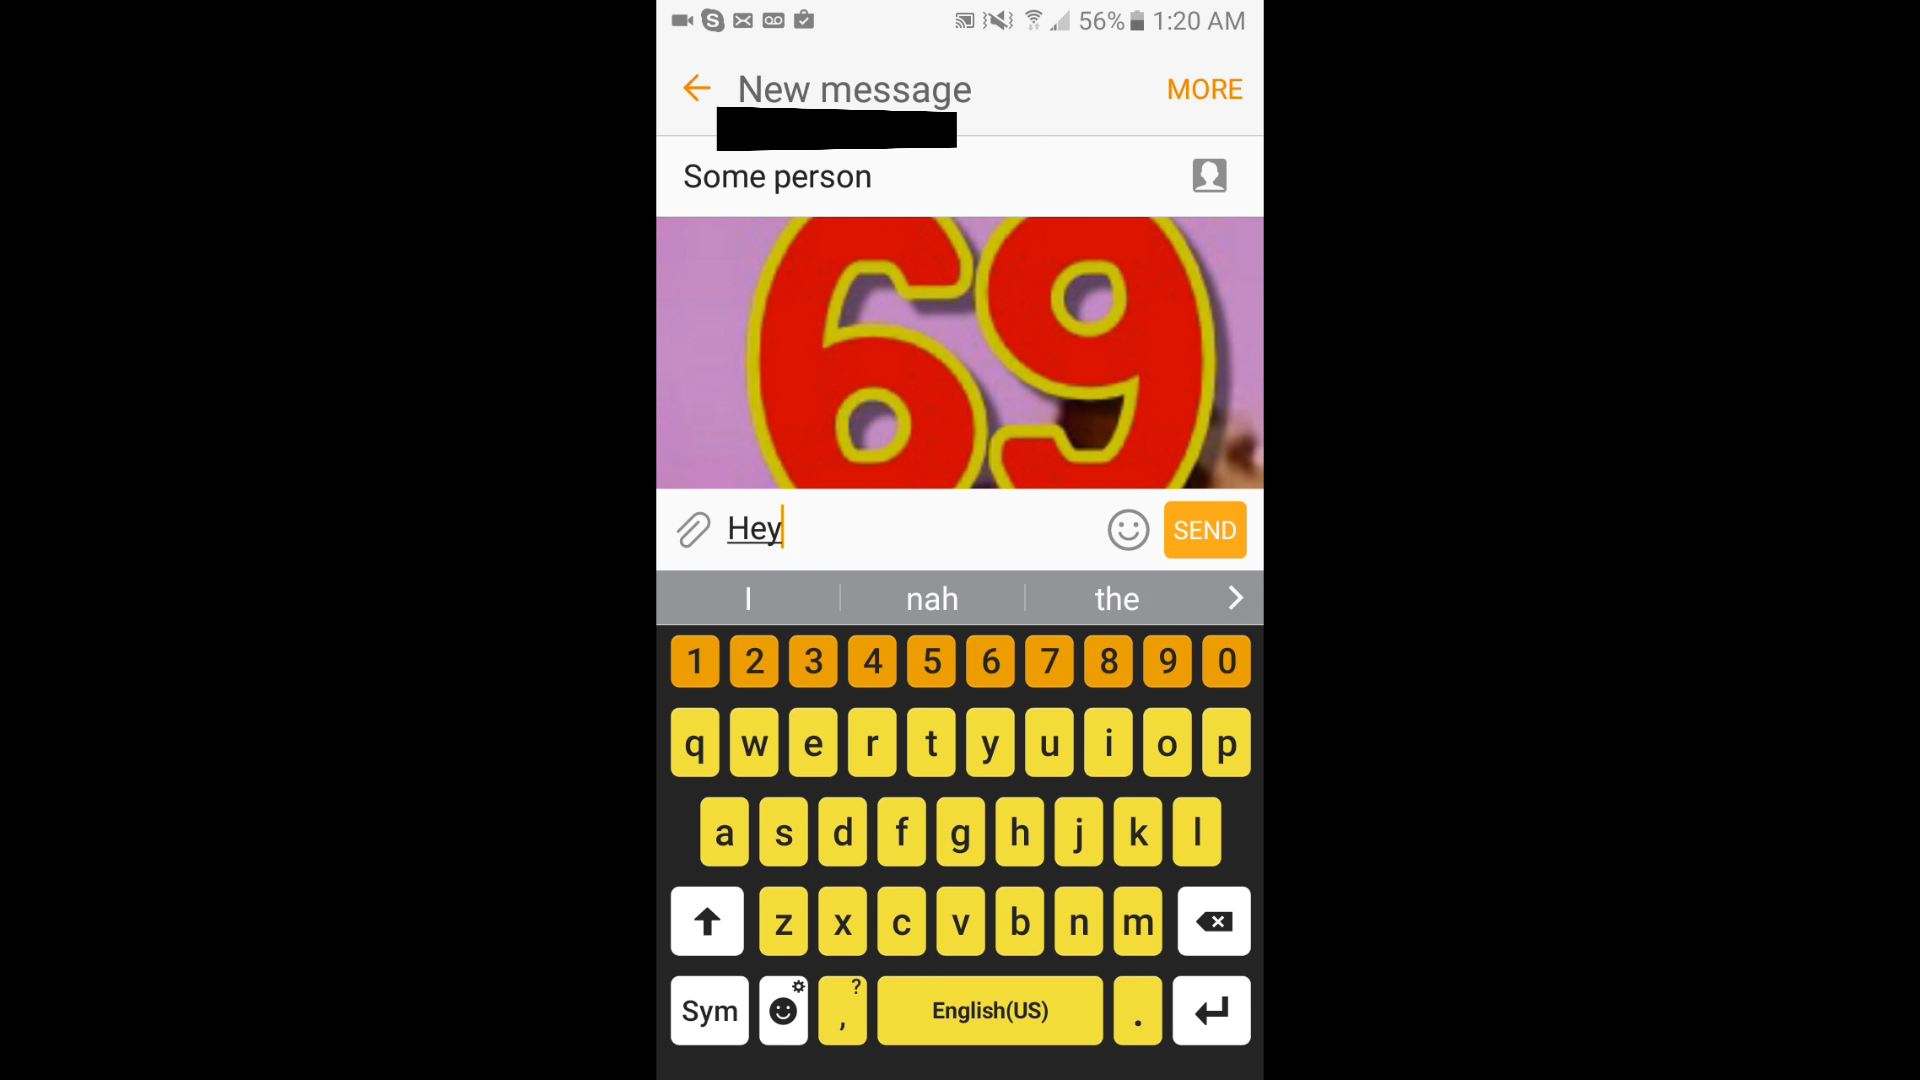 56% 1:20 AM
New message MORE
Some person
69
Hey SEND
I nah the
1 2 3 4 5 6 7 8 9 0
q w e r t y u i o p
a s d f g h j k l
z x c v b n m
Sym , ? English(US) .